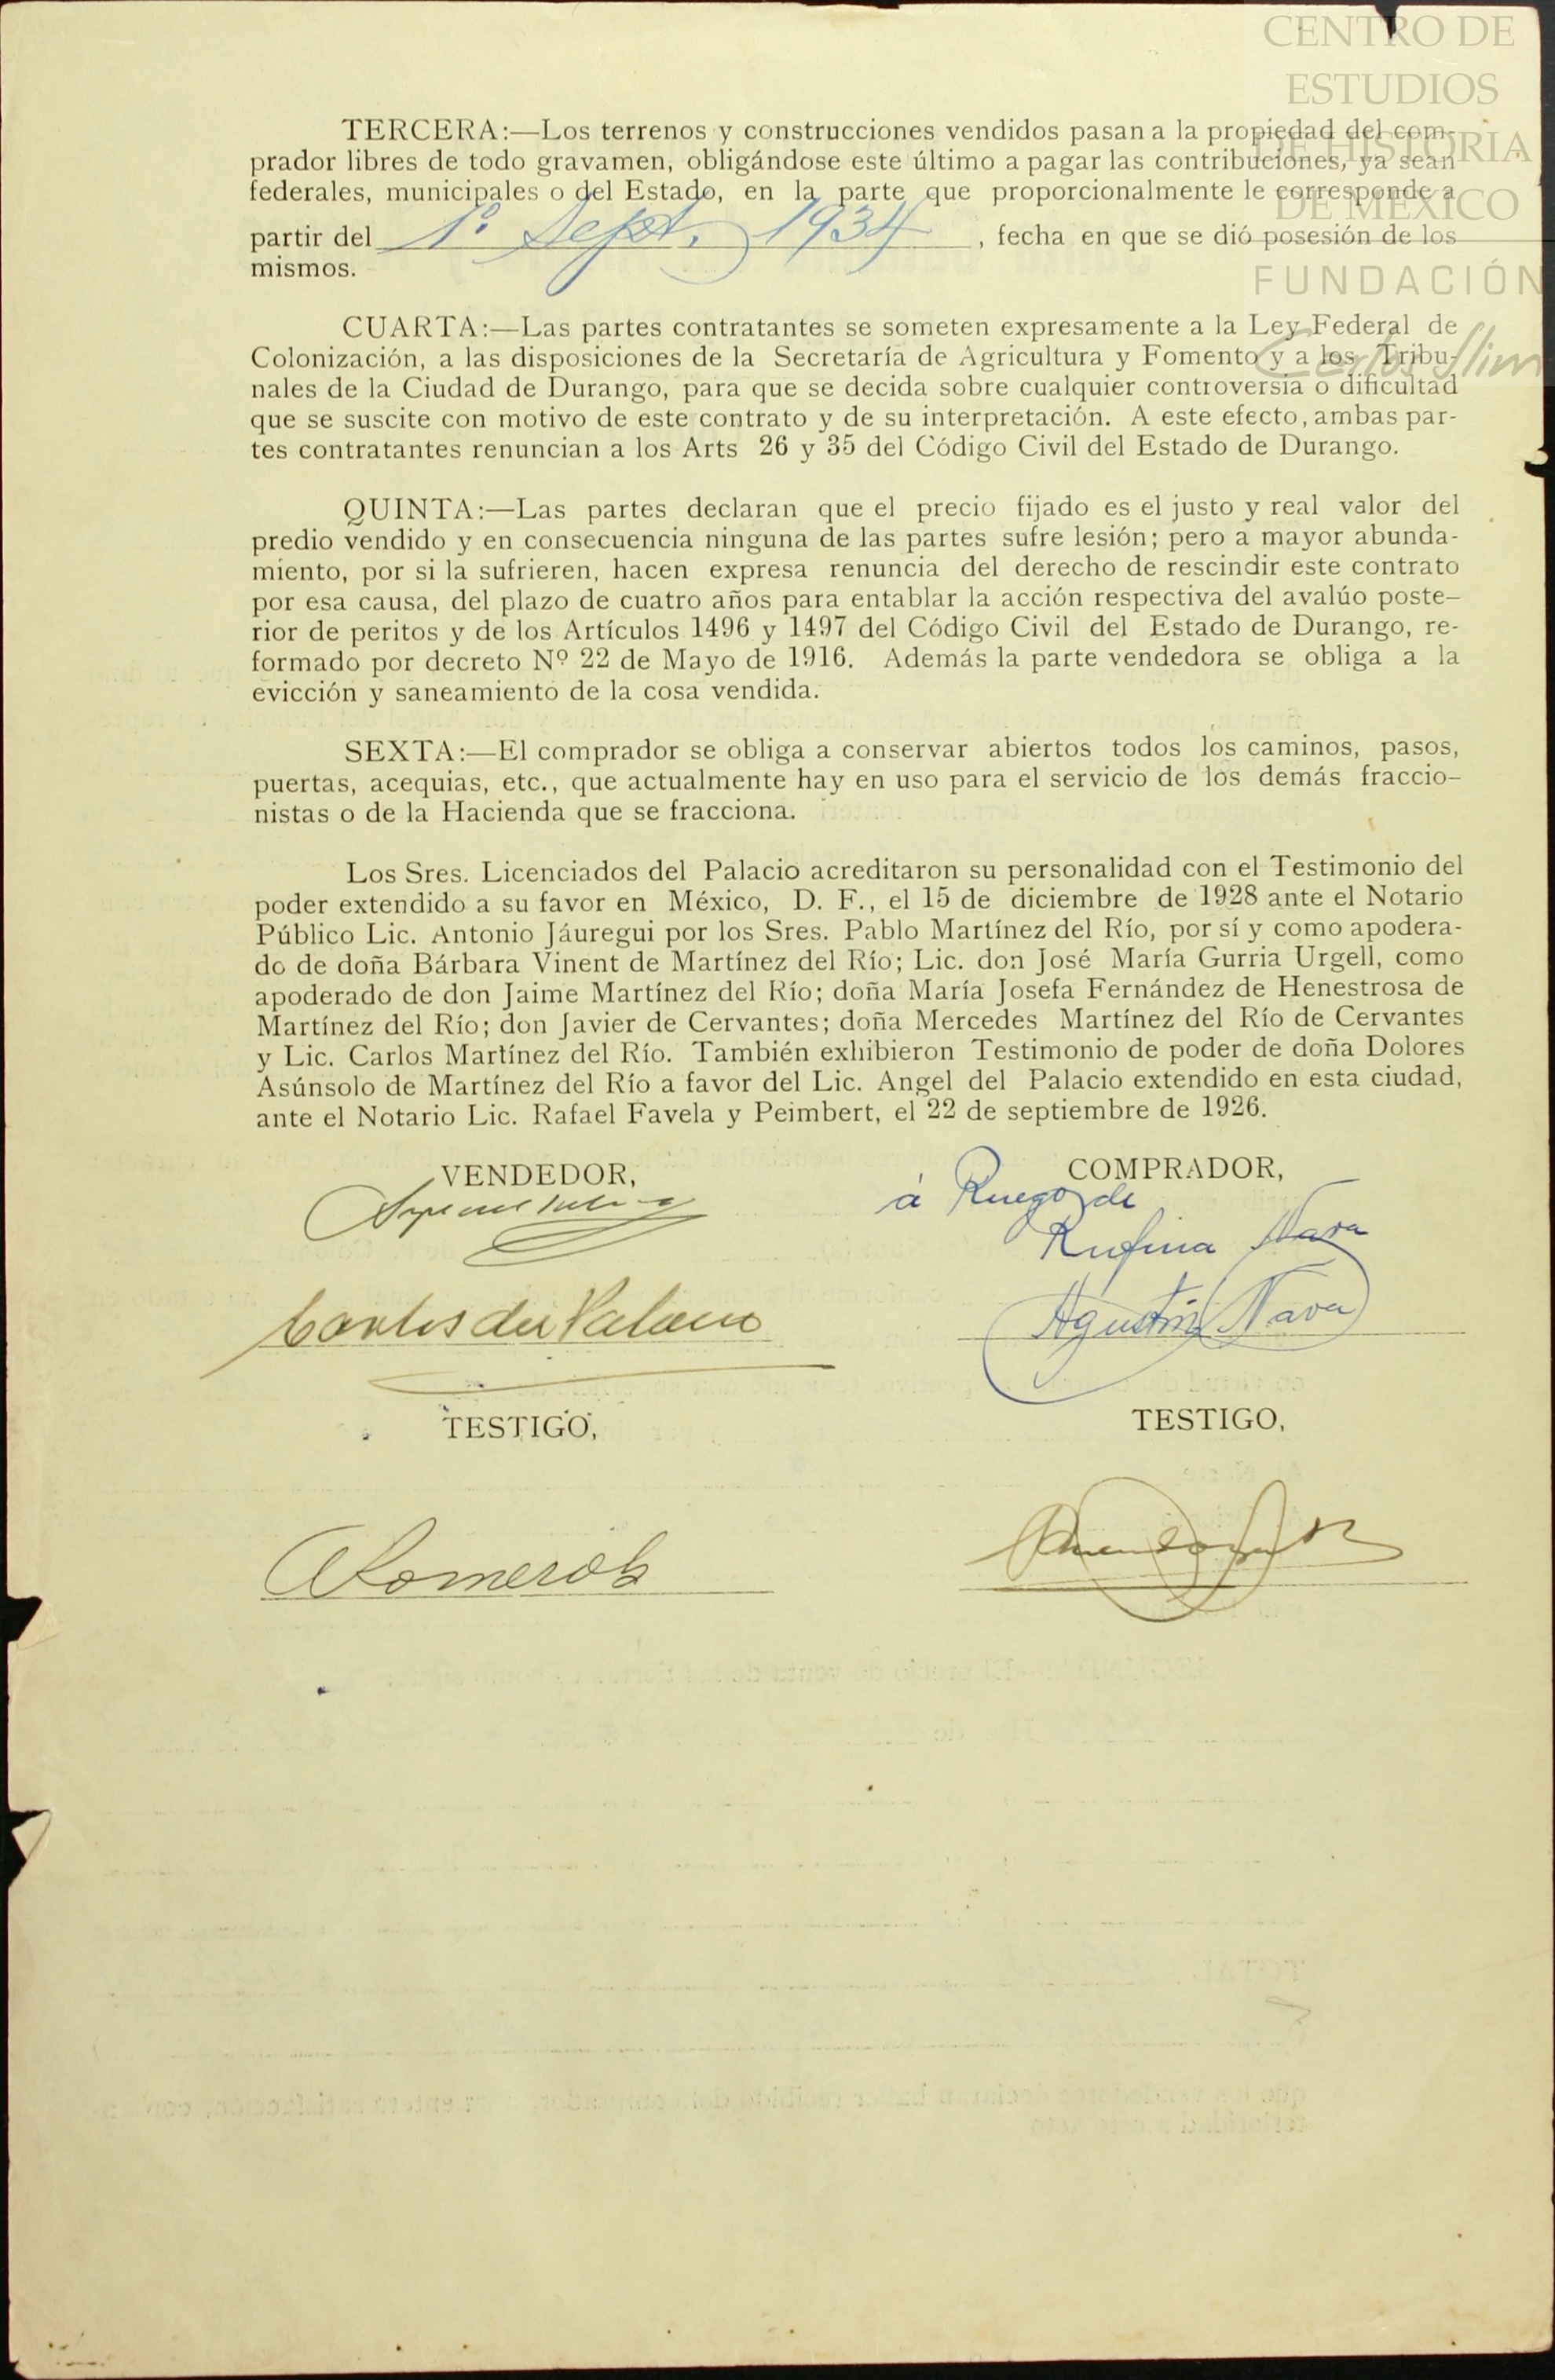 CENTRO DE
ESTUDIOS
DE HISTORIA
DE MÉXICO
FUNDACIÓN
Carlos Slim
TERCERA:—Los terrenos y construcciones vendidos pasan a la propiedad del com-
prador libres de todo gravamen, obligándose este último a pagar las contribuciones, ya sean
federales, municipales o del Estado, en la parte que proporcionalmente le corresponde a
partir del 1º Sept. 1934, fecha en que se dió posesión de los
mismos.
CUARTA:—Las partes contratantes se someten expresamente a la Ley Federal de
Colonización, a las disposiciones de la Secretaría de Agricultura y Fomento y a los Tribu-
nales de la Ciudad de Durango, para que se decida sobre cualquier controversia o dificultad
que se suscite con motivo de este contrato y de su interpretación. A este efecto, ambas par-
tes contratantes renuncian a los Arts 26 y 35 del Código Civil del Estado de Durango.
QUINTA:—Las partes declaran que el precio fijado es el justo y real valor del
predio vendido y en consecuencia ninguna de las partes sufre lesión; pero a mayor abunda-
miento, por si la sufrieren, hacen expresa renuncia del derecho de rescindir este contrato
por esa causa, del plazo de cuatro años para entablar la acción respectiva del avalúo poste-
rior de peritos y de los Artículos 1496 y 1497 del Código Civil del Estado de Durango, re-
formado por decreto Nº 22 de Mayo de 1916. Además la parte vendedora se obliga a la
evicción y saneamiento de la cosa vendida.
SEXTA:—El comprador se obliga a conservar abiertos todos los caminos, pasos,
puertas, acequias, etc., que actualmente hay en uso para el servicio de los demás fraccio-
nistas o de la Hacienda que se fracciona.
Los Sres. Licenciados del Palacio acreditaron su personalidad con el Testimonio del
poder extendido a su favor en México, D. F., el 15 de diciembre de 1928 ante el Notario
Público Lic. Antonio Jáuregui por los Sres. Pablo Martínez del Río, por sí y como apodera-
do de doña Bárbara Vinent de Martínez del Río; Lic. don José María Gurria Urgell, como
apoderado de don Jaime Martínez del Río; doña María Josefa Fernández de Henestrosa de
Martínez del Río; don Javier de Cervantes; doña Mercedes Martínez del Río de Cervantes
y Lic. Carlos Martínez del Río. También exhibieron Testimonio de poder de doña Dolores
Asúnsolo de Martínez del Río a favor del Lic. Angel del Palacio extendido en esta ciudad,
ante el Notario Lic. Rafael Favela y Peimbert, el 22 de septiembre de 1926.
VENDEDOR,
COMPRADOR,
á Ruego de
Rufina Nava
Carlos del Palacio
Agustín Nava
TESTIGO,
TESTIGO,